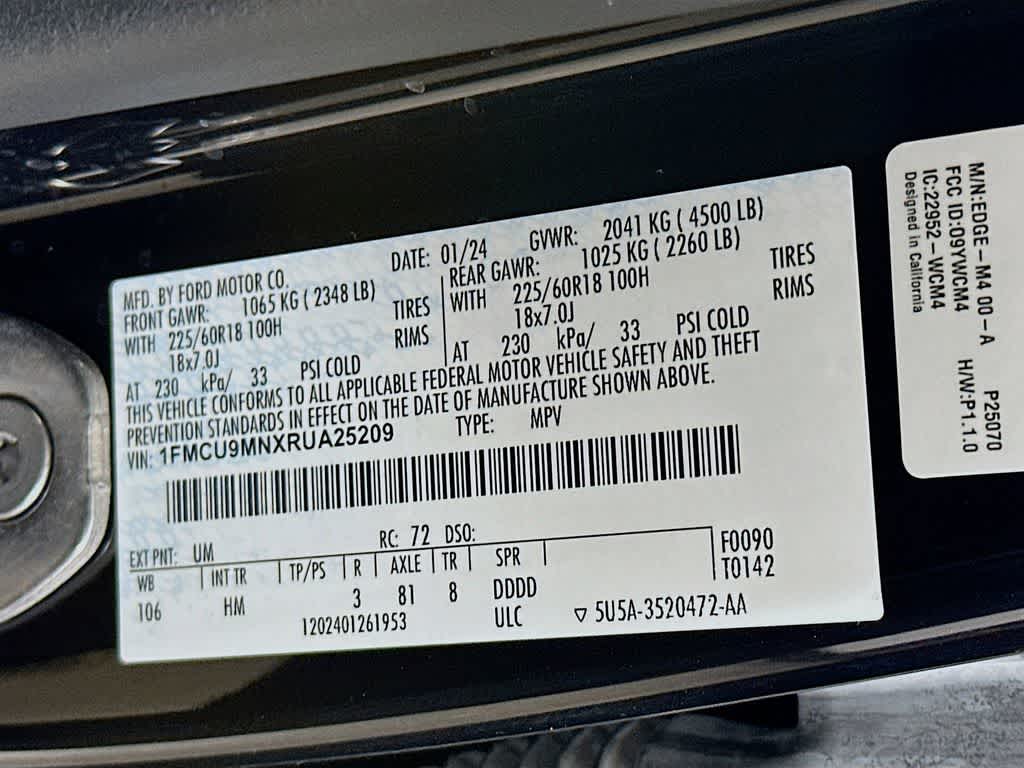 MFD. BY FORD MOTOR CO.
DATE: 01/24
GVWR: 2041 KG ( 4500 LB)
FRONT GAWR: 1065 KG ( 2348 LB)
WITH 225/60R18 100H TIRES
18x7.0J RIMS
AT 230 kPa/ 33 PSI COLD
REAR GAWR: 1025 KG ( 2260 LB)
WITH 225/60R18 100H TIRES
18x7.0J RIMS
AT 230 kPa/ 33 PSI COLD
THIS VEHICLE CONFORMS TO ALL APPLICABLE FEDERAL MOTOR VEHICLE SAFETY AND THEFT
PREVENTION STANDARDS IN EFFECT ON THE DATE OF MANUFACTURE SHOWN ABOVE.
VIN: 1FMCU9MNXRUA25209
TYPE: MPV
EXT PNT: UM RC: 72 DSO:
WB INT TR TP/PS R AXLE TR SPR
106 HM 3 81 8 DDDD
1202401261953 ULC
F0090
T0142
▽ 5U5A-3520472-AA
M/N:EDGE-M4 00-A P25070
FCC ID:09YWCM4 H/W:P1.1.0
IC:22952-WCM4
Designed in California